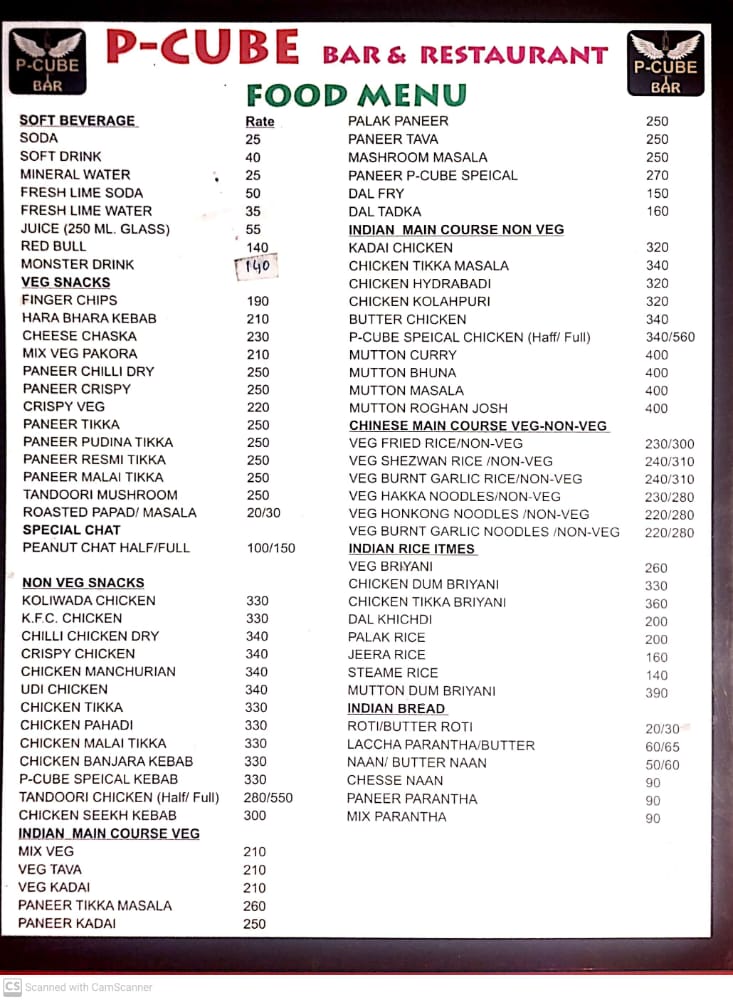 P-CUBE BAR & RESTAURANT
P-CUBE
BAR
P-CUBE
BAR
FOOD MENU
SOFT BEVERAGE Rate
SODA 25
SOFT DRINK 40
MINERAL WATER 25
FRESH LIME SODA 50
FRESH LIME WATER 35
JUICE (250 ML. GLASS) 55
RED BULL 140
MONSTER DRINK 140
VEG SNACKS
FINGER CHIPS 190
HARA BHARA KEBAB 210
CHEESE CHASKA 230
MIX VEG PAKORA 210
PANEER CHILLI DRY 250
PANEER CRISPY 250
CRISPY VEG 220
PANEER TIKKA 250
PANEER PUDINA TIKKA 250
PANEER RESMI TIKKA 250
PANEER MALAI TIKKA 250
TANDOORI MUSHROOM 250
ROASTED PAPAD/ MASALA 20/30
SPECIAL CHAT
PEANUT CHAT HALF/FULL 100/150
NON VEG SNACKS
KOLIWADA CHICKEN 330
K.F.C. CHICKEN 330
CHILLI CHICKEN DRY 340
CRISPY CHICKEN 340
CHICKEN MANCHURIAN 340
UDI CHICKEN 340
CHICKEN TIKKA 330
CHICKEN PAHADI 330
CHICKEN MALAI TIKKA 330
CHICKEN BANJARA KEBAB 330
P-CUBE SPEICAL KEBAB 330
TANDOORI CHICKEN (Half/ Full) 280/550
CHICKEN SEEKH KEBAB 300
INDIAN MAIN COURSE VEG
MIX VEG 210
VEG TAVA 210
VEG KADAI 210
PANEER TIKKA MASALA 260
PANEER KADAI 250
PALAK PANEER 250
PANEER TAVA 250
MASHROOM MASALA 250
PANEER P-CUBE SPEICAL 270
DAL FRY 150
DAL TADKA 160
INDIAN MAIN COURSE NON VEG
KADAI CHICKEN 320
CHICKEN TIKKA MASALA 340
CHICKEN HYDRABADI 320
CHICKEN KOLAHPURI 320
BUTTER CHICKEN 340
P-CUBE SPEICAL CHICKEN (Haff/ Full) 340/560
MUTTON CURRY 400
MUTTON BHUNA 400
MUTTON MASALA 400
MUTTON ROGHAN JOSH 400
CHINESE MAIN COURSE VEG-NON-VEG
VEG FRIED RICE/NON-VEG 230/300
VEG SHEZWAN RICE /NON-VEG 240/310
VEG BURNT GARLIC RICE/NON-VEG 240/310
VEG HAKKA NOODLES/NON-VEG 230/280
VEG HONKONG NOODLES /NON-VEG 220/280
VEG BURNT GARLIC NOODLES /NON-VEG 220/280
INDIAN RICE ITMES
VEG BRIYANI 260
CHICKEN DUM BRIYANI 330
CHICKEN TIKKA BRIYANI 360
DAL KHICHDI 200
PALAK RICE 200
JEERA RICE 160
STEAME RICE 140
MUTTON DUM BRIYANI 390
INDIAN BREAD
ROTI/BUTTER ROTI 20/30
LACCHA PARANTHA/BUTTER 60/65
NAAN/ BUTTER NAAN 50/60
CHESSE NAAN 90
PANEER PARANTHA 90
MIX PARANTHA 90
CS Scanned with CamScanner